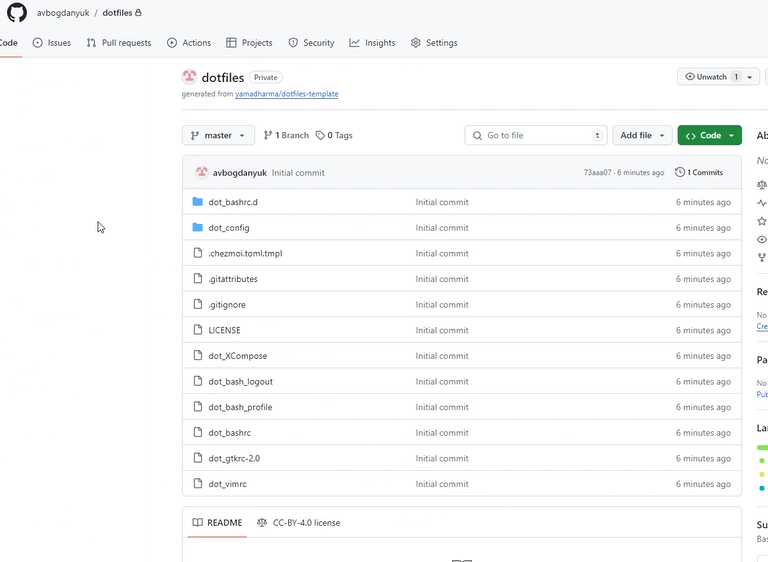 avbogdanyuk / dotfiles
Code Issues Pull requests Actions Projects Security Insights Settings
dotfiles Private
Unwatch 1
generated from yamadharma/dotfiles-template
master 1 Branch 0 Tags Go to file t Add file Code
avbogdanyuk Initial commit 73aaa07 · 6 minutes ago 1 Commits
dot_bashrc.d Initial commit 6 minutes ago
dot_config Initial commit 6 minutes ago
.chezmoi.toml.tmpl Initial commit 6 minutes ago
.gitattributes Initial commit 6 minutes ago
.gitignore Initial commit 6 minutes ago
LICENSE Initial commit 6 minutes ago
dot_XCompose Initial commit 6 minutes ago
dot_bash_logout Initial commit 6 minutes ago
dot_bash_profile Initial commit 6 minutes ago
dot_bashrc Initial commit 6 minutes ago
dot_gtkrc-2.0 Initial commit 6 minutes ago
dot_vimrc Initial commit 6 minutes ago
README CC-BY-4.0 license
Ab
No
Re
No
Cre
Pa
No
Pub
La
Su
Bas